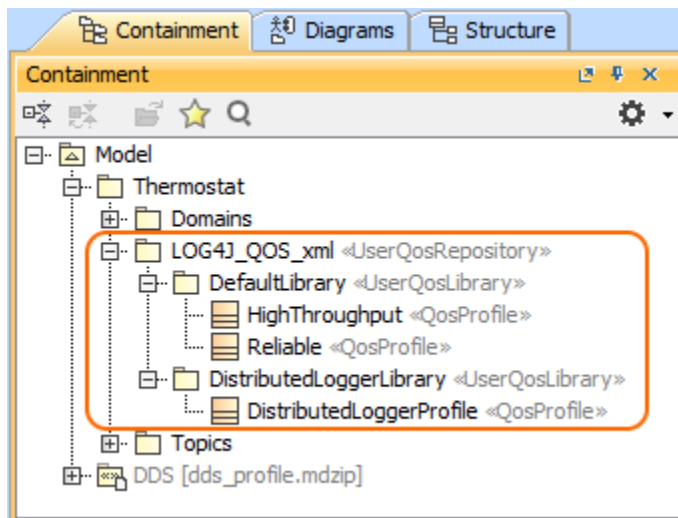 Containment Diagrams Structure
Containment
Model
Thermostat
Domains
LOG4J_QOS_xml «UserQosRepository»
DefaultLibrary «UserQosLibrary»
HighThroughput «QosProfile»
Reliable «QosProfile»
DistributedLoggerLibrary «UserQosLibrary»
DistributedLoggerProfile «QosProfile»
Topics
DDS [dds_profile.mdzip]